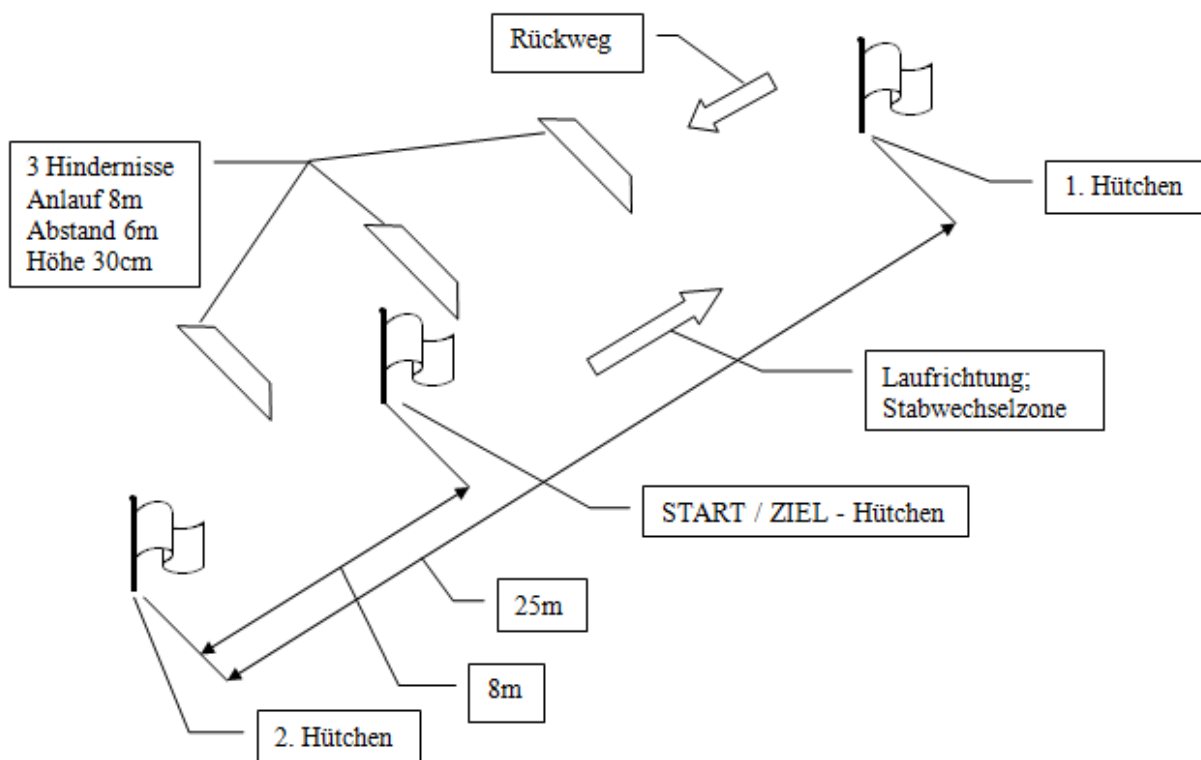 Rückweg
3 Hindernisse
Anlauf 8m
Abstand 6m
Höhe 30cm
1. Hütchen
Laufrichtung;
Stabwechselzone
START / ZIEL - Hütchen
25m
8m
2. Hütchen